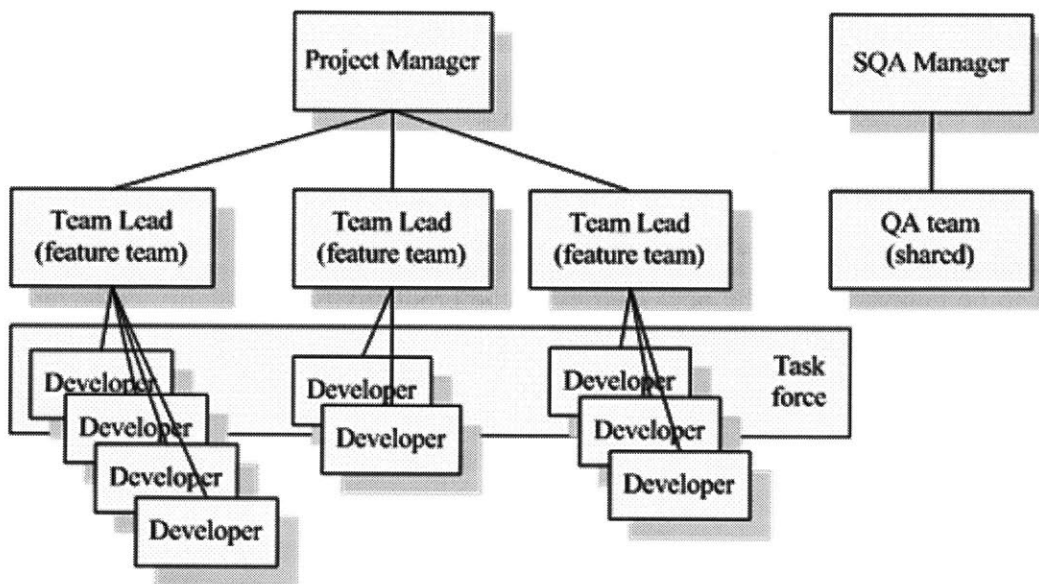 Project Manager
SQA Manager
Team Lead
(feature team)
Team Lead
(feature team)
Team Lead
(feature team)
QA team
(shared)
Task
force
Developer
Developer
Developer
Developer
Developer
Developer
Developer
Developer
Developer